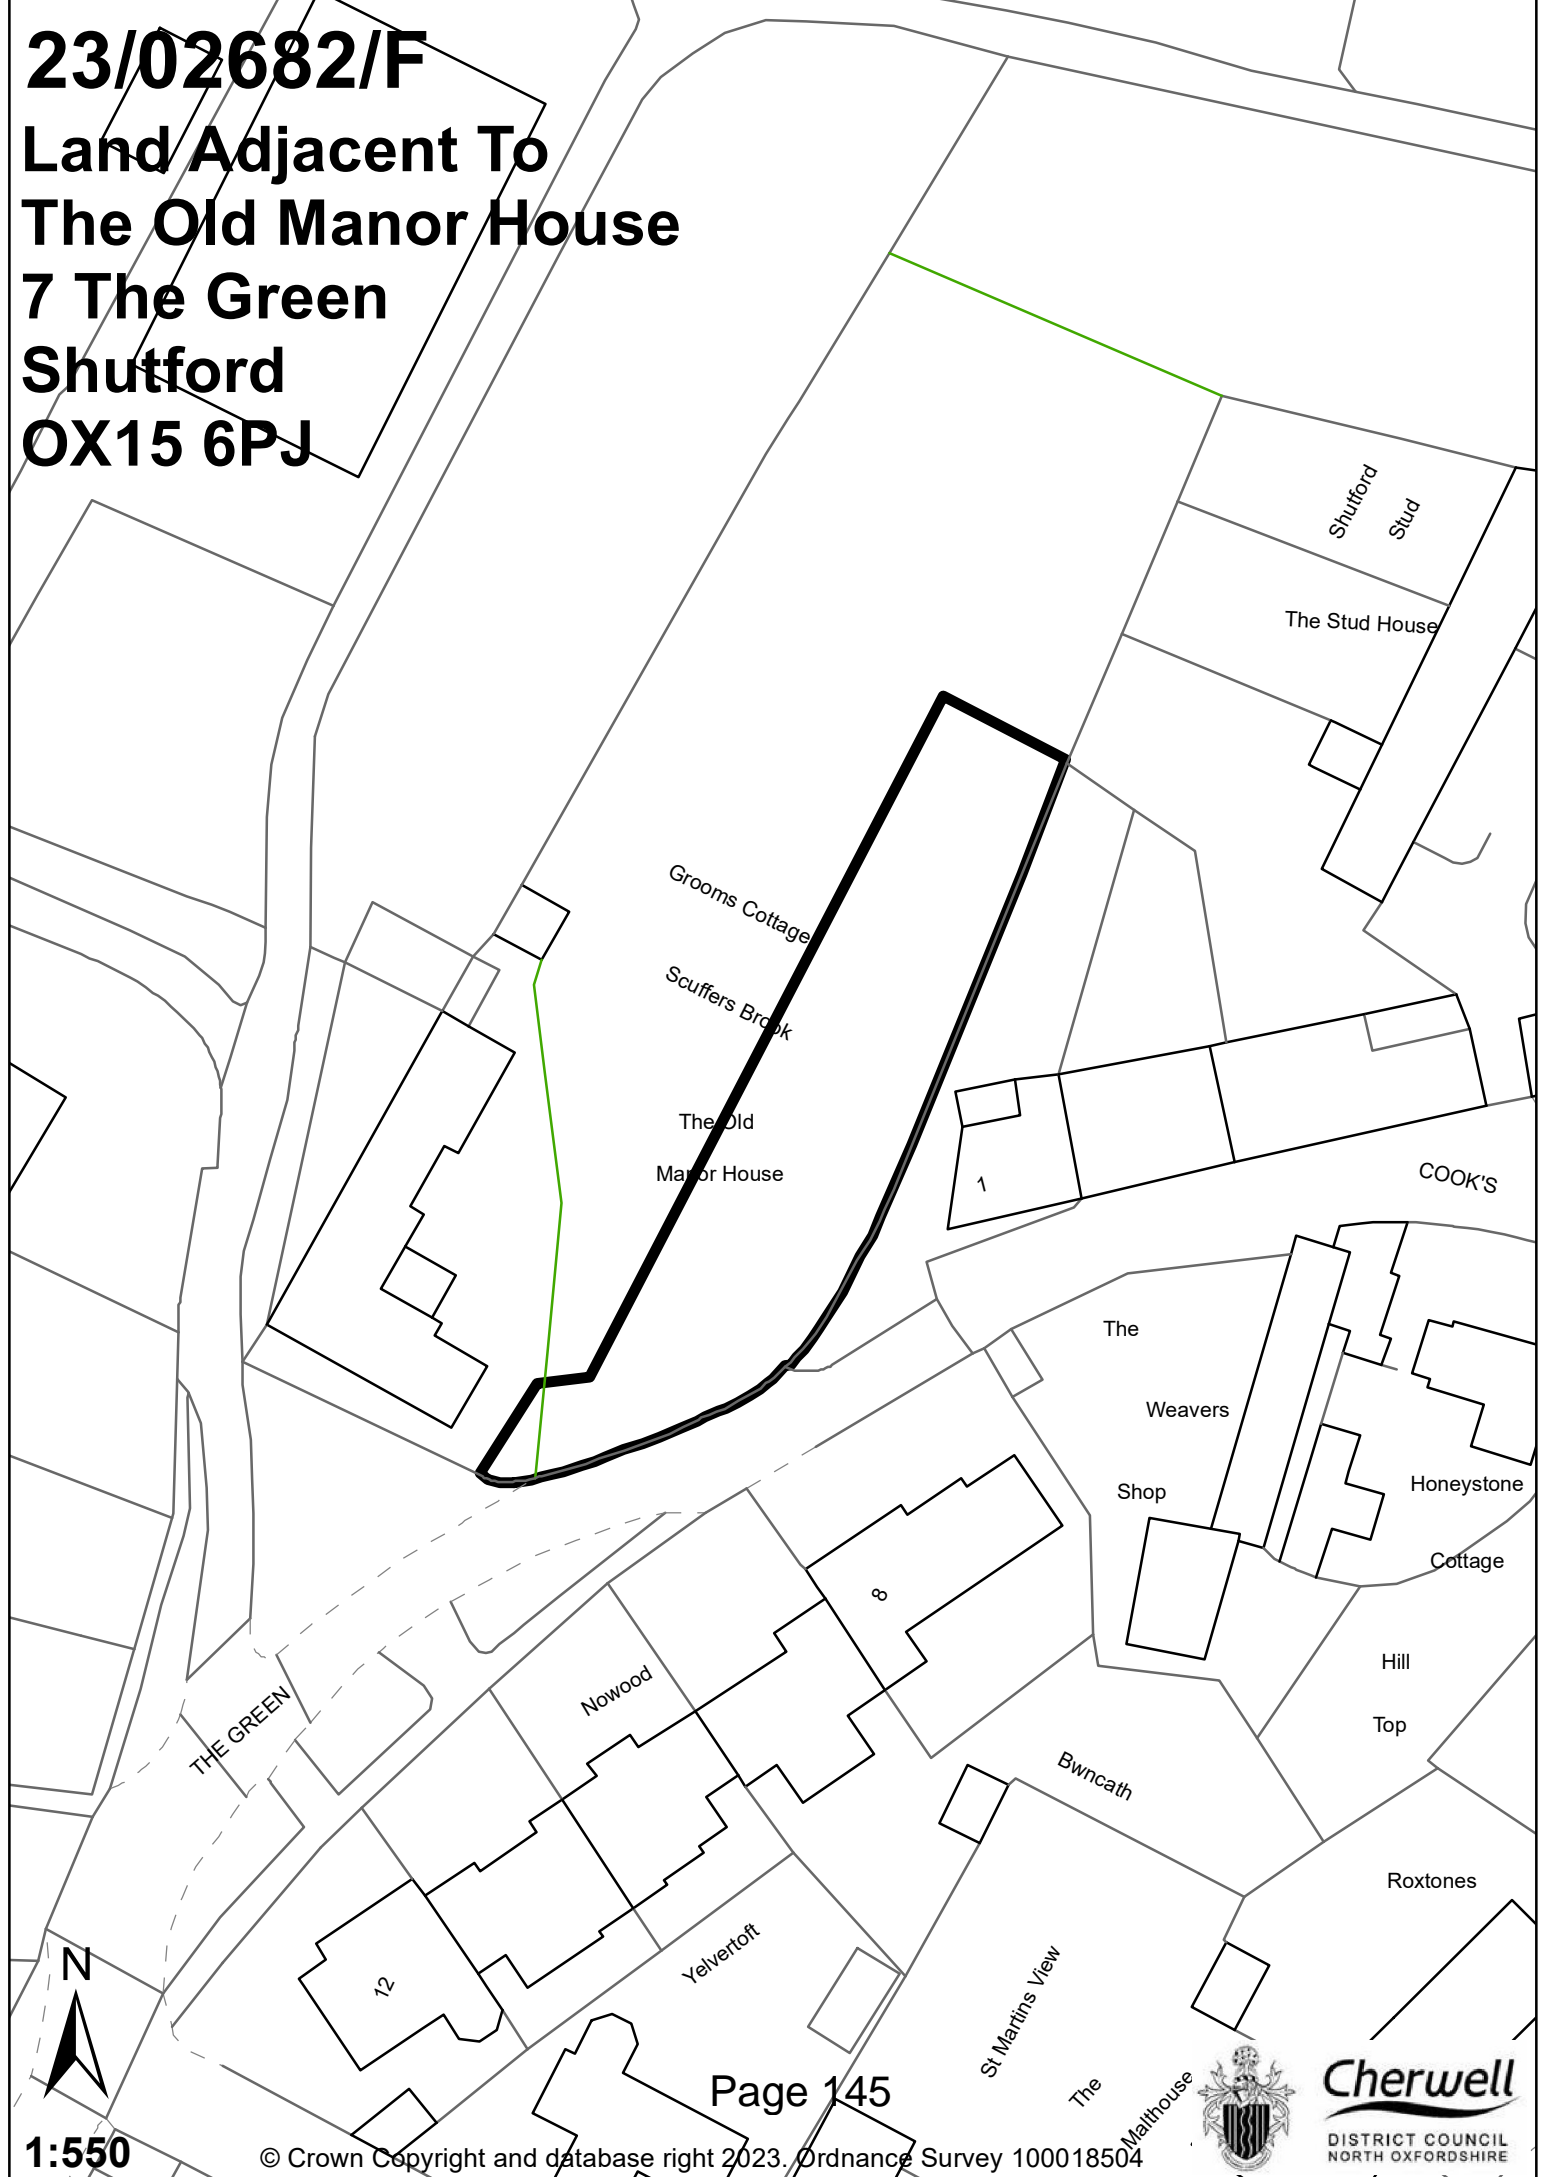 23/02682/F
Land Adjacent To
The Old Manor House
7 The Green
Shutford
OX15 6PJ
Shutford
Stud
The Stud House
Grooms Cottage
Scuffers Brook
The Old
Manor House
1
COOK'S
The
Weavers
Shop
Honeystone
Cottage
8
Hill
Top
Nowood
THE GREEN
Bwncath
Roxtones
Yelvertoft
12
St Martins View
The
Malthouse
N
Page 145
1:550
© Crown Copyright and database right 2023. Ordnance Survey 100018504
Cherwell
DISTRICT COUNCIL
NORTH OXFORDSHIRE